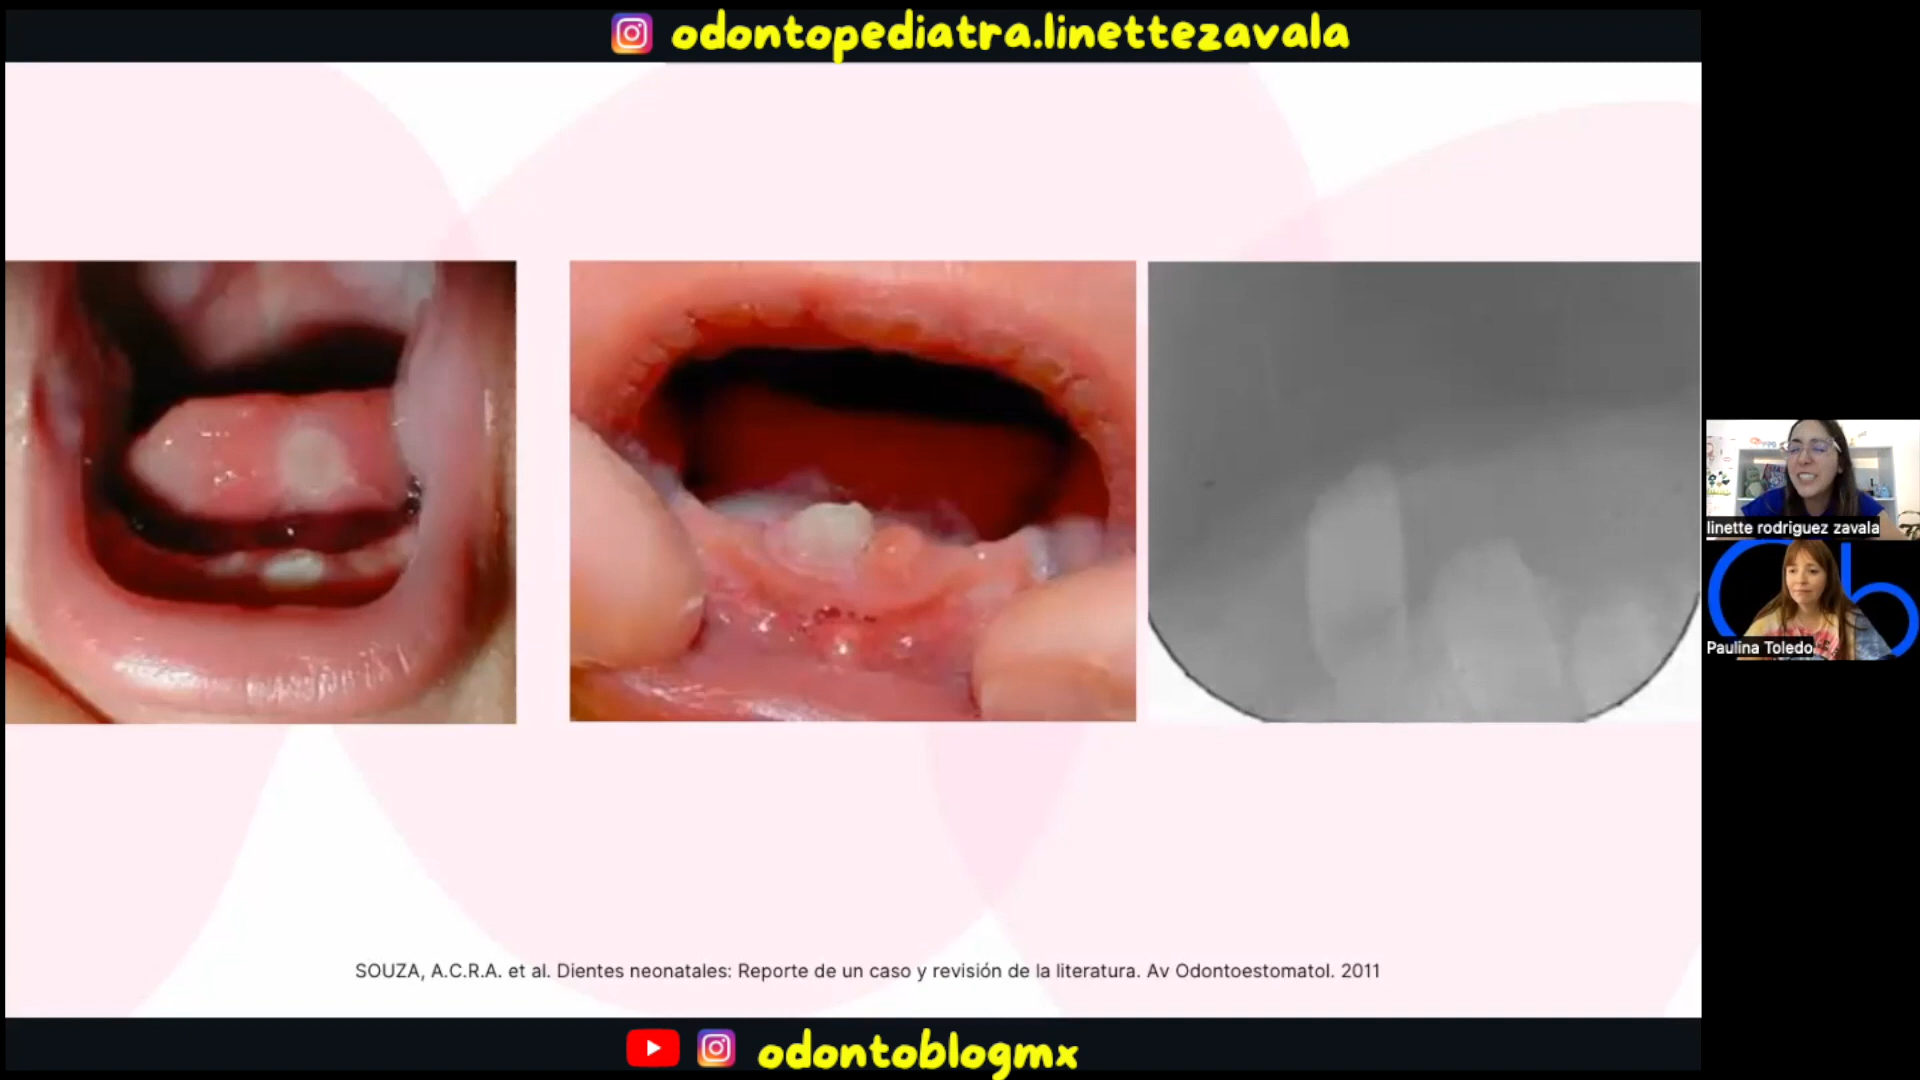 odontopediatra.linettezavala
linette rodriguez zavala
Paulina Toledo
SOUZA, A.C.R.A. et al. Dientes neonatales: Reporte de un caso y revisión de la literatura. Av Odontoestomatol. 2011
odontoblogmx